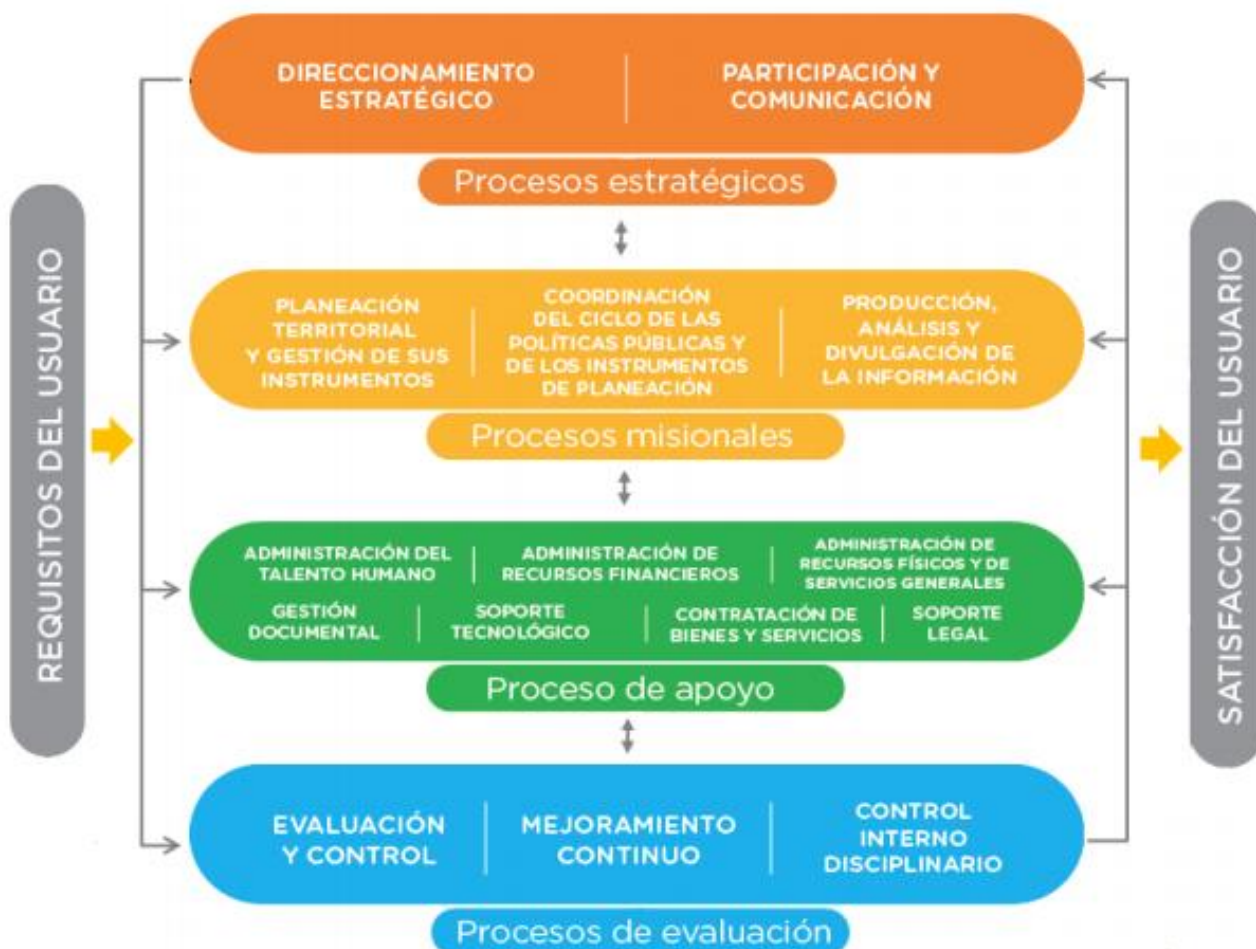 DIRECCIONAMIENTO
ESTRATÉGICO
PARTICIPACIÓN Y
COMUNICACIÓN
Procesos estratégicos
REQUISITOS DEL USUARIO
PLANEACIÓN
TERRITORIAL
Y GESTIÓN DE SUS
INSTRUMENTOS
COORDINACIÓN
DEL CICLO DE LAS
POLÍTICAS PÚBLICAS Y
DE LOS INSTRUMENTOS
DE PLANEACIÓN
PRODUCCIÓN,
ANÁLISIS Y
DIVULGACIÓN DE
LA INFORMACIÓN
Procesos misionales
SATISFACCIÓN DEL USUARIO
ADMINISTRACIÓN DEL
TALENTO HUMANO
ADMINISTRACIÓN DE
RECURSOS FINANCIEROS
ADMINISTRACIÓN DE
RECURSOS FÍSICOS Y DE
SERVICIOS GENERALES
GESTIÓN
DOCUMENTAL
SOPORTE
TECNOLÓGICO
CONTRATACIÓN DE
BIENES Y SERVICIOS
SOPORTE
LEGAL
Proceso de apoyo
EVALUACIÓN
Y CONTROL
MEJORAMIENTO
CONTINUO
CONTROL
INTERNO
DISCIPLINARIO
Procesos de evaluación